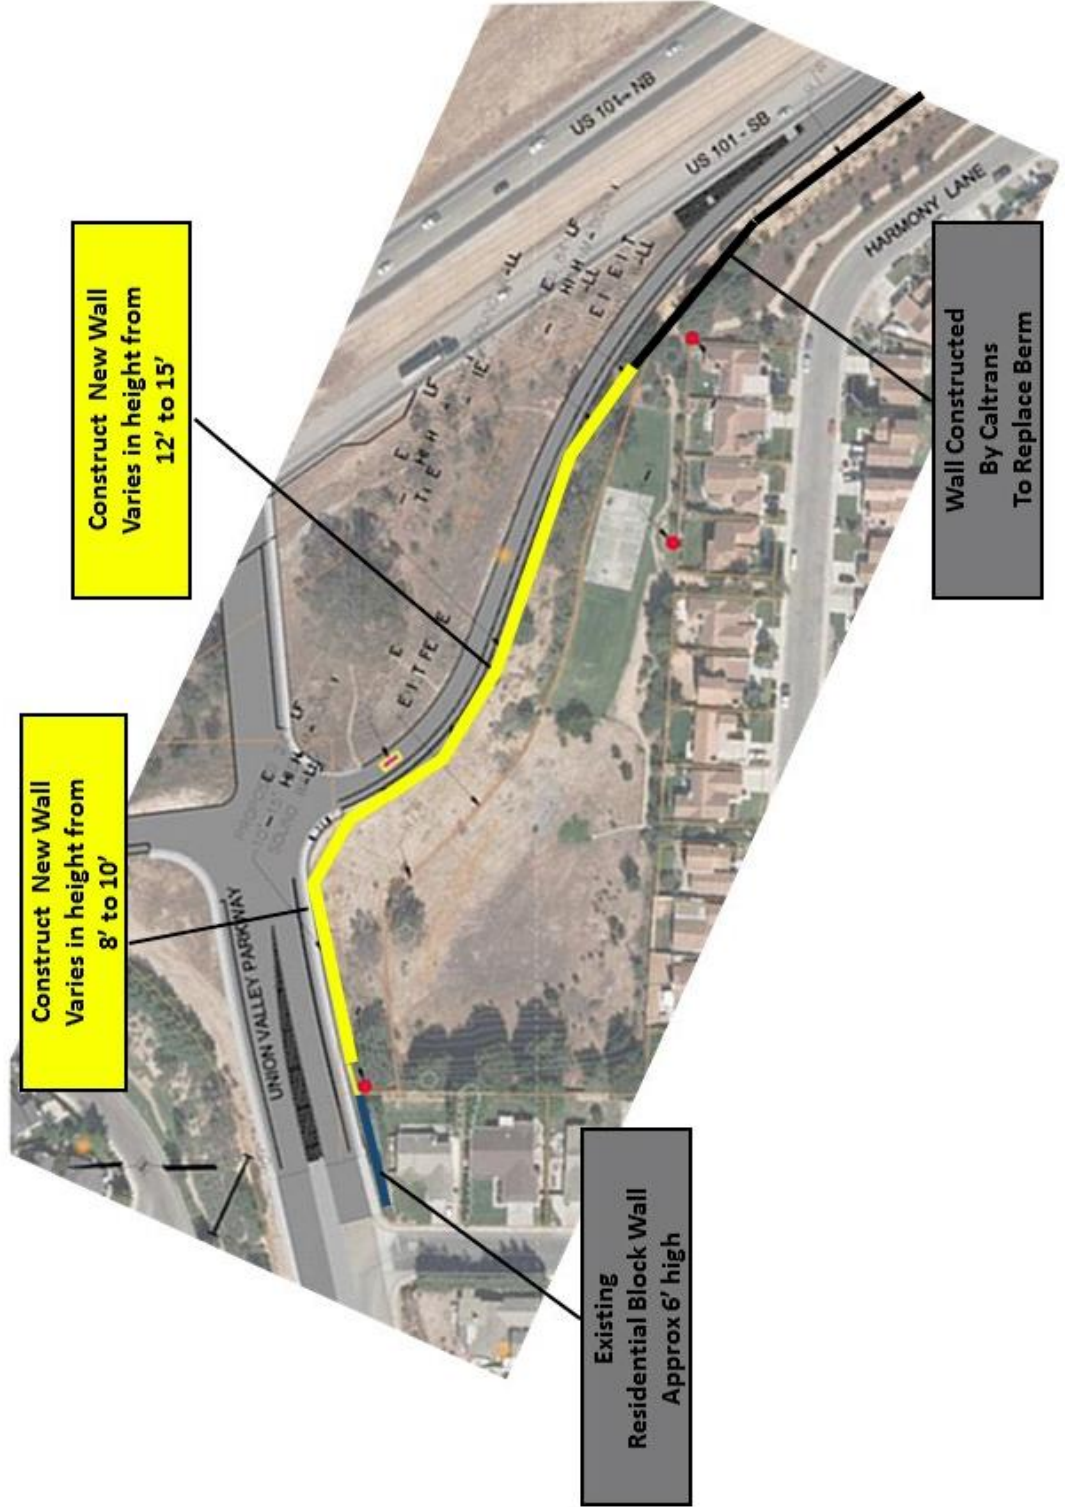 Construct New Wall
Varies in height from
8' to 10'
Construct New Wall
Varies in height from
12' to 15'
US 101 - NB
US 101 - SB
UNION VALLEY PARKWAY
HARMONY LANE
Existing
Residential Block Wall
Approx 6' high
Wall Constructed
By Caltrans
To Replace Berm